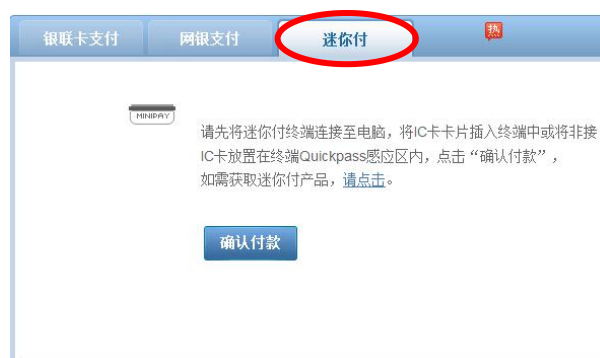 银联卡支付 网银支付 迷你付 热
MINIPAY
请先将迷你付终端连接至电脑，将IC卡卡片插入终端中或将非接
IC卡放置在终端Quickpass感应区内，点击“确认付款”，
如需获取迷你付产品，请点击。
确认付款